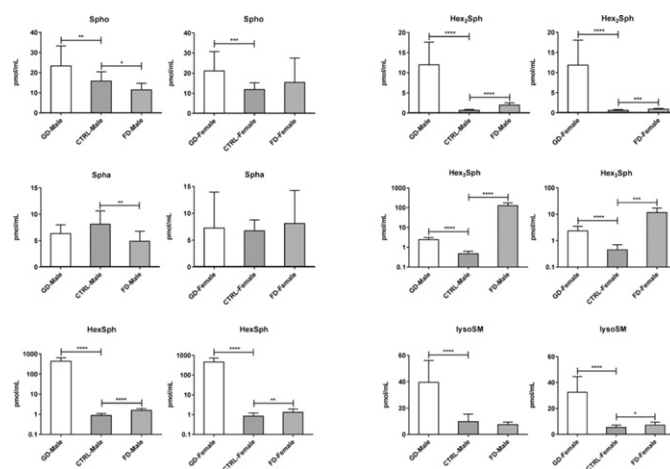 Spho
**
*
pmol/mL
40
30
20
10
0
GD-Male
CTRL-Male
FD-Male
Spho
***
pmol/mL
40
30
20
10
0
GD-Female
CTRL-Female
FD-Female
Hex2Sph
****
****
pmol/mL
20
15
10
5
0
GD-Male
CTRL-Male
FD-Male
Hex2Sph
****
***
pmol/mL
20
15
10
5
0
GD-Female
CTRL-Female
FD-Female
Spha
**
pmol/mL
15
10
5
0
GD-Male
CTRL-Male
FD-Male
Spha
pmol/mL
15
10
5
0
GD-Female
CTRL-Female
FD-Female
Hex3Sph
****
****
pmol/mL
1000
100
10
1
0.1
GD-Male
CTRL-Male
FD-Male
Hex3Sph
****
***
pmol/mL
100
10
1
0.1
GD-Female
CTRL-Female
FD-Female
HexSph
****
****
pmol/mL
1000
100
10
1
0.1
GD-Male
CTRL-Male
FD-Male
HexSph
****
**
pmol/mL
1000
100
10
1
0.1
GD-Female
CTRL-Female
FD-Female
lysoSM
****
pmol/mL
60
40
20
0
GD-Male
CTRL-Male
FD-Male
lysoSM
****
*
pmol/mL
60
40
20
0
GD-Female
CTRL-Female
FD-Female